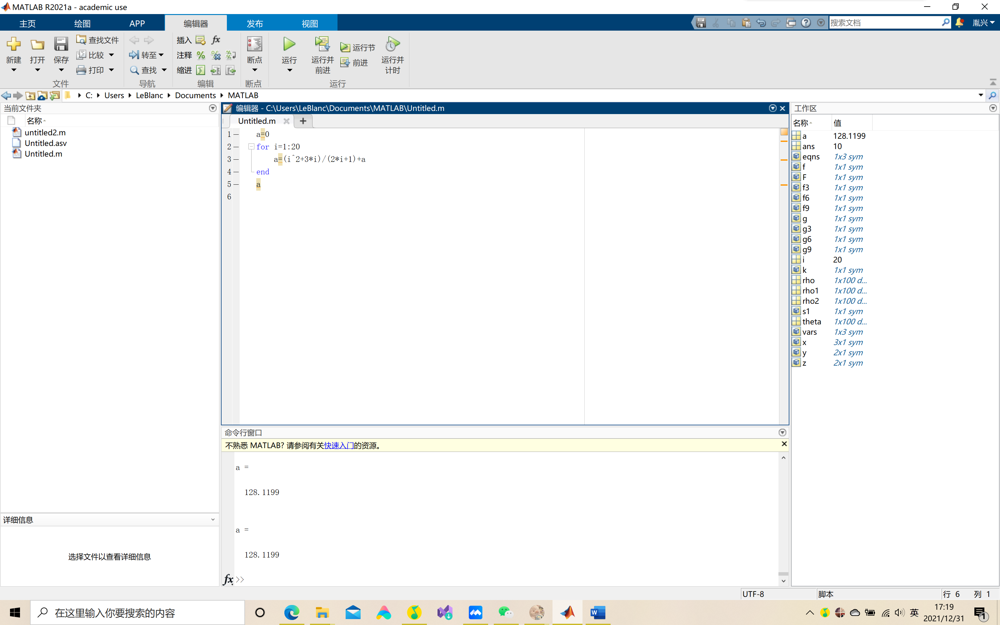 MATLAB R2021a - academic use
主页 绘图 APP 编辑器 发布 视图 搜索文档 胤兴
新建 打开 保存 查找文件 比较 打印 转至 查找 插入 fx 注释 缩进 断点 运行 运行并前进 运行节 前进 运行并计时
文件 导航 编辑 断点 运行
C: Users LeBlanc Documents MATLAB
当前文件夹
名称
untitled2.m
Untitled.asv
Untitled.m
详细信息
选择文件以查看详细信息
编辑器 - C:\Users\LeBlanc\Documents\MATLAB\Untitled.m
Untitled.m
1 a=0
2 for i=1:20
3 a=(i^2+3*i)/(2*i+1)+a
4 end
5 a
6
命令行窗口
不熟悉 MATLAB? 请参阅有关快速入门的资源。
a =
128.1199
a =
128.1199
fx >>
工作区
名称 值
a 128.1199
ans 10
eqns 1x3 sym
f 1x1 sym
F 1x1 sym
f3 1x1 sym
f6 1x1 sym
f9 1x1 sym
g 1x1 sym
g3 1x1 sym
g6 1x1 sym
g9 1x1 sym
i 20
k 1x1 sym
rho 1x100 d...
rho1 1x100 d...
rho2 1x100 d...
s1 1x1 sym
theta 1x100 d...
vars 1x3 sym
x 3x1 sym
y 2x1 sym
z 2x1 sym
UTF-8 脚本 行 6 列 1
在这里输入你要搜索的内容 英 17:19
2021/12/31
1